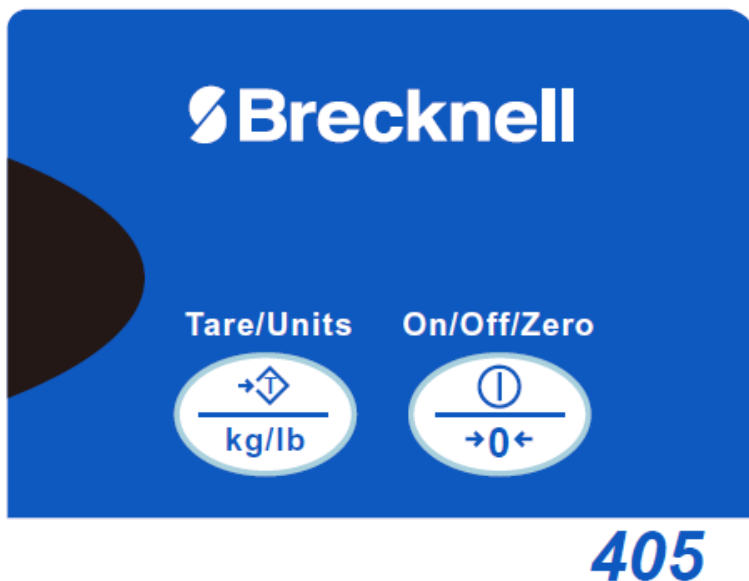 Brecknell
Tare/Units On/Off/Zero
T
kg/lb →0←
405